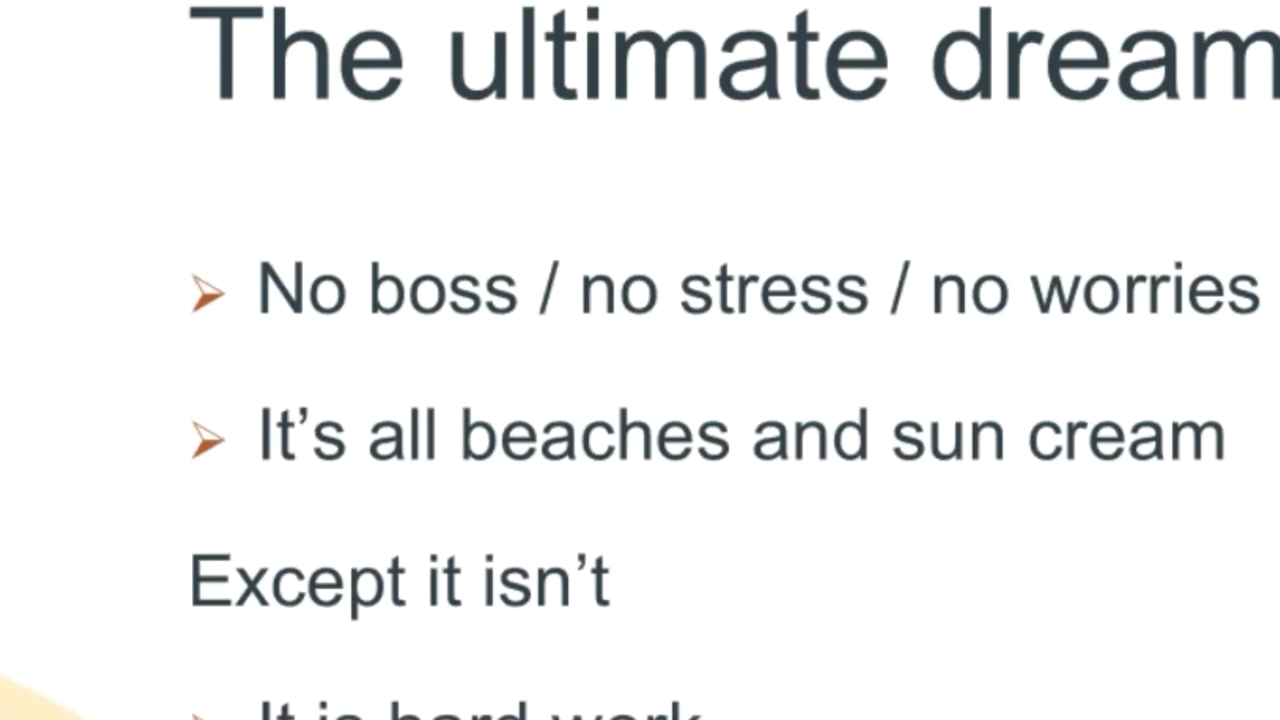 The ultimate dream
No boss / no stress / no worries
It’s all beaches and sun cream
Except it isn’t
It is hard work